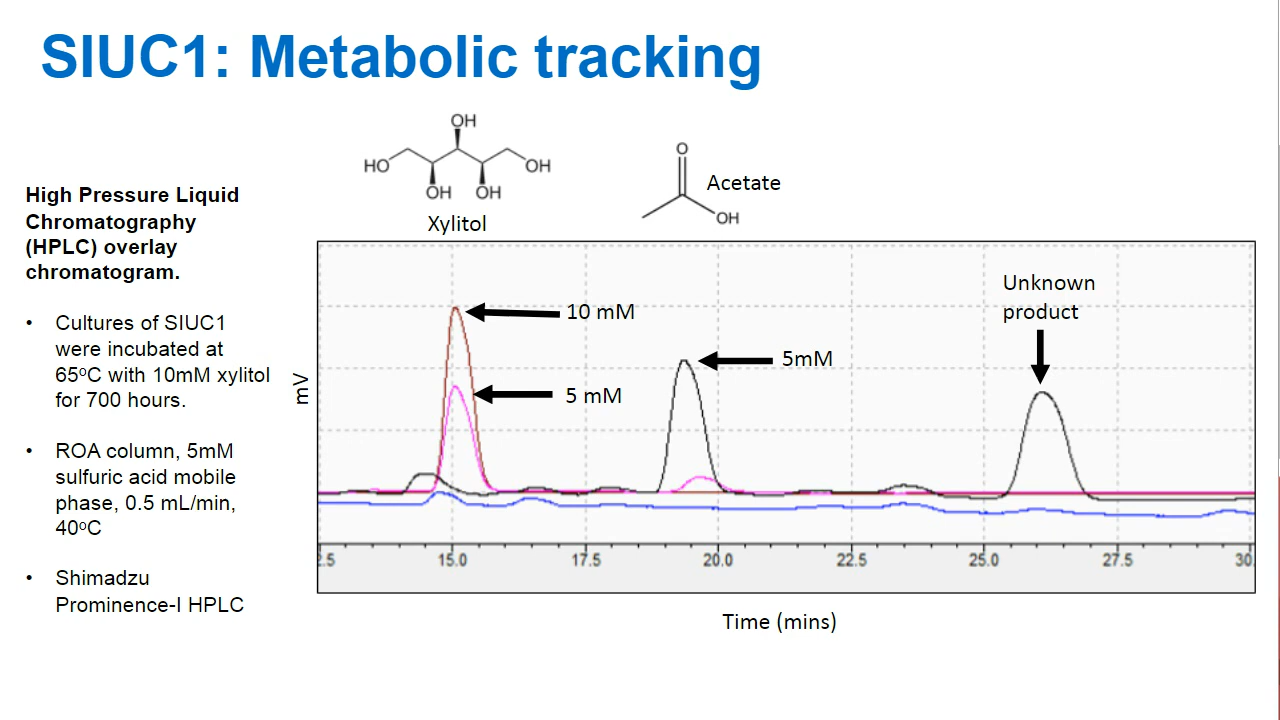 SIUC1: Metabolic tracking
OH
HO
OH
OH
OH
Xylitol
O
OH
Acetate
High Pressure Liquid
Chromatography
(HPLC) overlay
chromatogram.
• Cultures of SIUC1
were incubated at
65ºC with 10mM xylitol
for 700 hours.
• ROA column, 5mM
sulfuric acid mobile
phase, 0.5 mL/min,
40ºC
• Shimadzu
Prominence-I HPLC
mV
10 mM
5 mM
5mM
Unknown
product
2.5 15.0 17.5 20.0 22.5 25.0 27.5 30.
Time (mins)